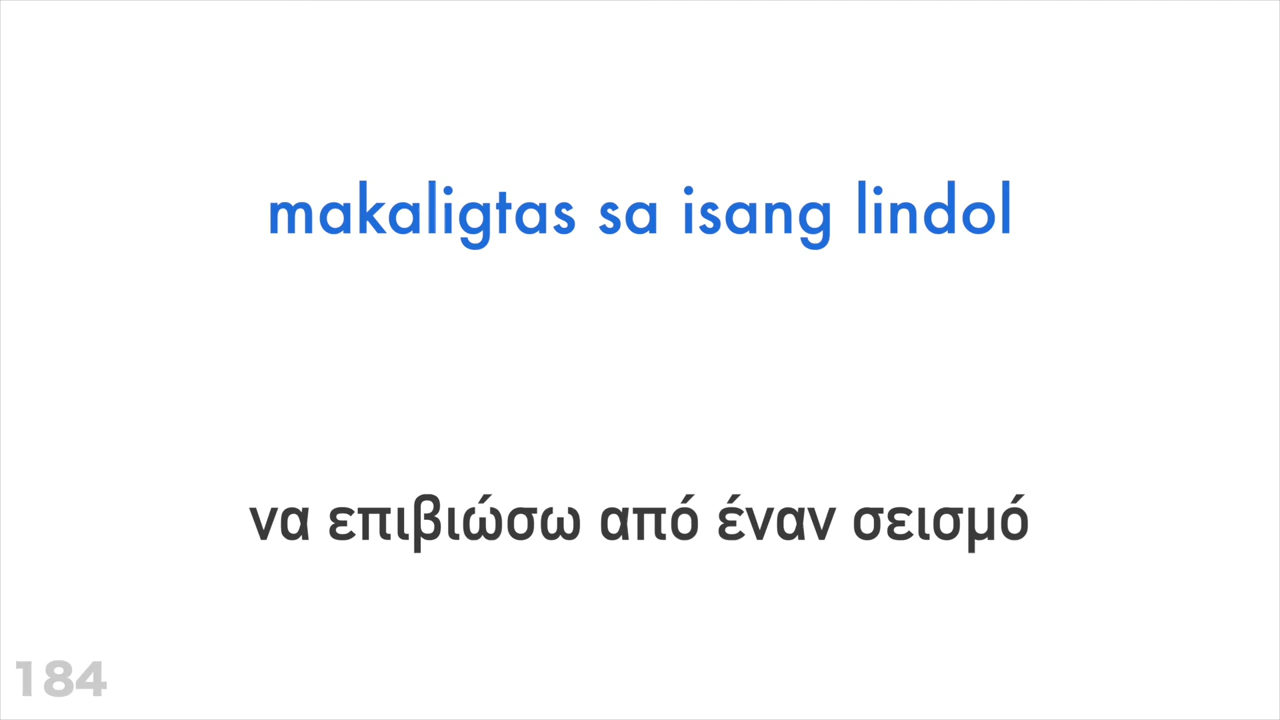 makaligtas sa isang lindol
να επιβιώσω από έναν σεισμό
184